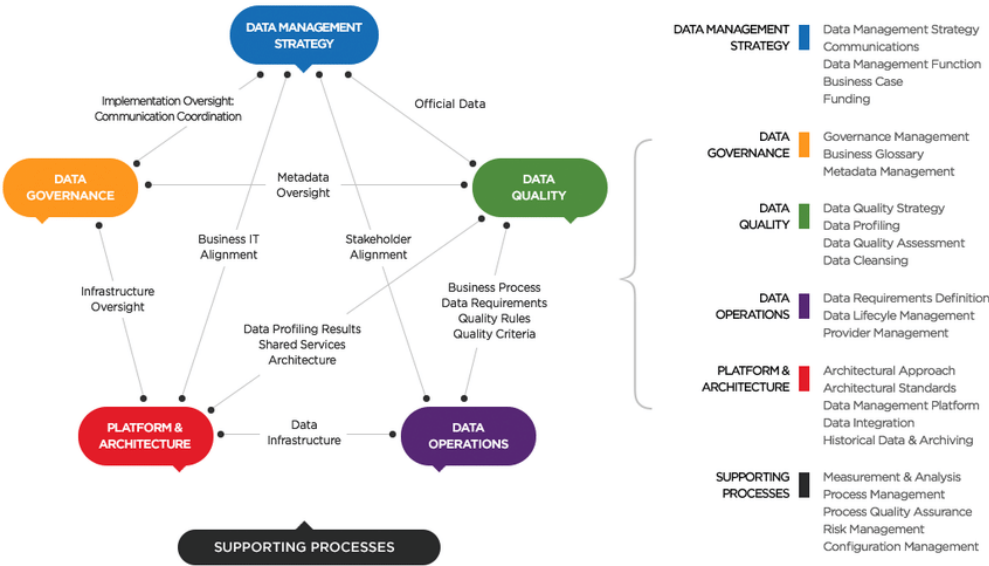 DATA MANAGEMENT
STRATEGY
Implementation Oversight:
Communication Coordination
Official Data
DATA
GOVERNANCE
Metadata
Oversight
DATA
QUALITY
Business IT
Alignment
Stakeholder
Alignment
Infrastructure
Oversight
Business Process
Data Requirements
Quality Rules
Quality Criteria
Data Profiling Results
Shared Services
Architecture
PLATFORM &
ARCHITECTURE
Data
Infrastructure
DATA
OPERATIONS
SUPPORTING PROCESSES
DATA MANAGEMENT
STRATEGY
Data Management Strategy
Communications
Data Management Function
Business Case
Funding
DATA
GOVERNANCE
Governance Management
Business Glossary
Metadata Management
DATA
QUALITY
Data Quality Strategy
Data Profiling
Data Quality Assessment
Data Cleansing
DATA
OPERATIONS
Data Requirements Definition
Data Lifecyle Management
Provider Management
PLATFORM &
ARCHITECTURE
Architectural Approach
Architectural Standards
Data Management Platform
Data Integration
Historical Data & Archiving
SUPPORTING
PROCESSES
Measurement & Analysis
Process Management
Process Quality Assurance
Risk Management
Configuration Management